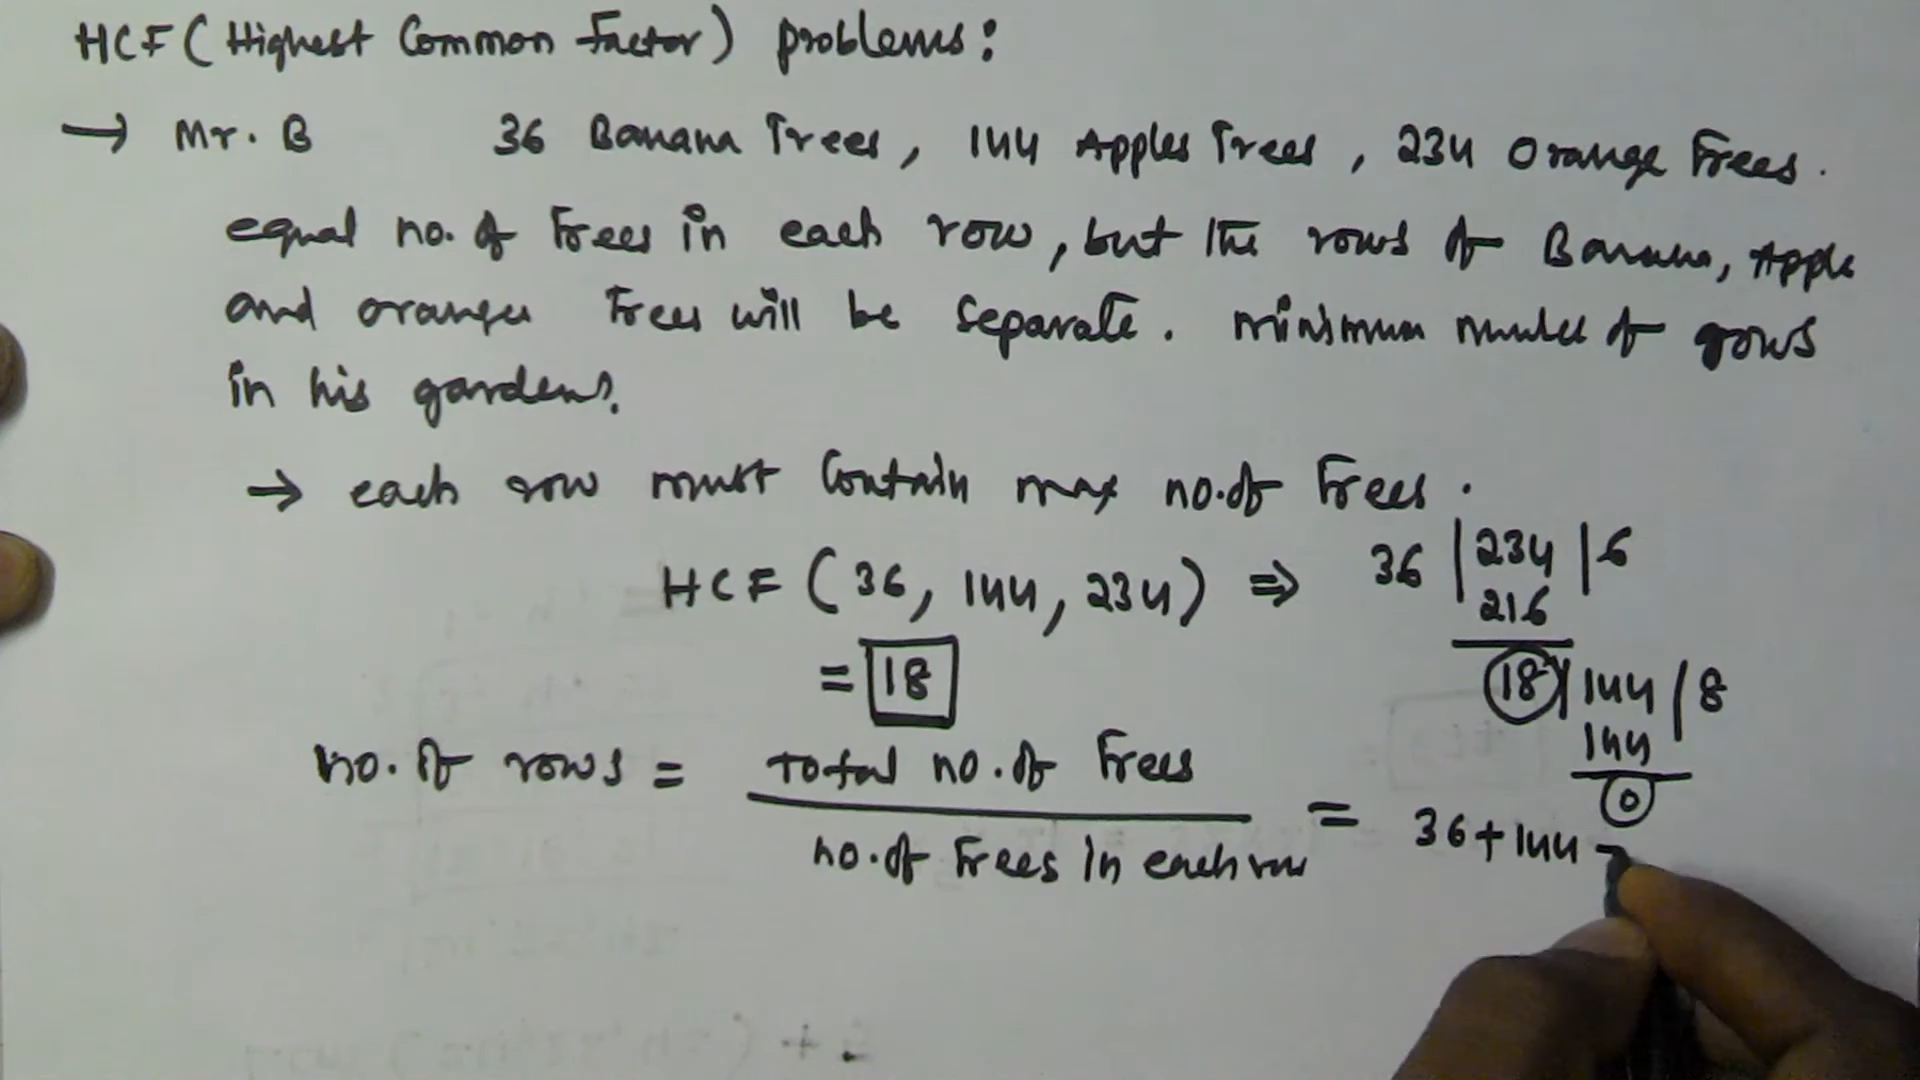 HCF (Highest Common Factor) problems:
→ Mr. B 36 Banana Trees, 144 Apples Trees, 234 Orange Trees.
equal no. of Trees in each row, but the rows of Banana, Apple
and oranges Trees will be separate. minimum number of rows
in his gardens.
→ each row must Contain max no. of Trees.
HCF (36, 144, 234) ⇒ 36 | 234 | 6
216
= 18
18 | 144 | 8
144
0
no. of rows = Total no. of Trees / no. of Trees in each row = 36 + 144